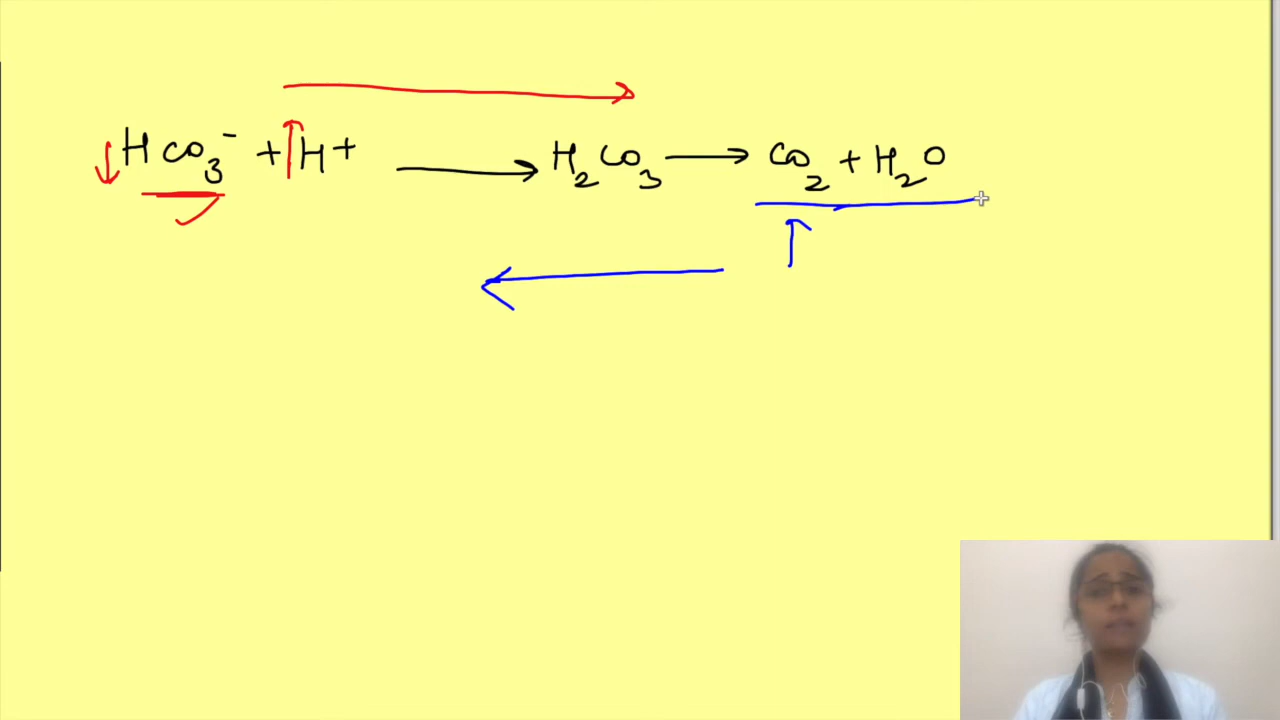 ↓HCO₃⁻ + ↑H+ → H₂CO₃ → CO₂ + H₂O